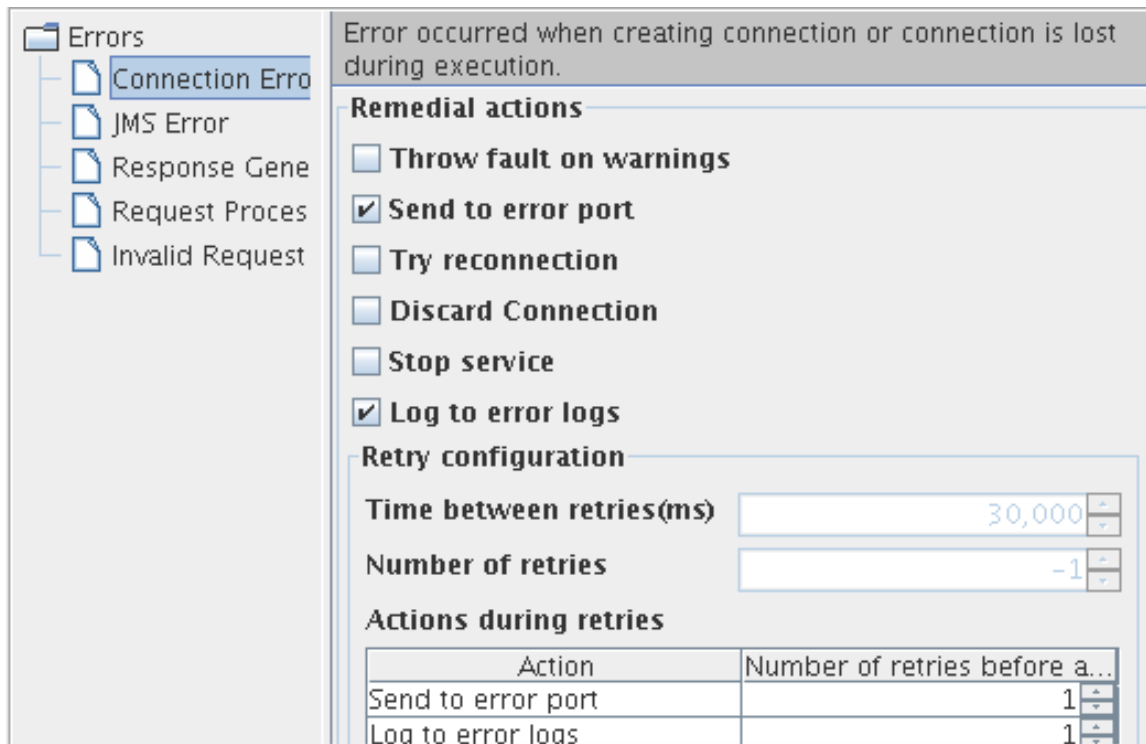 Errors
Connection Erro
JMS Error
Response Gene
Request Proces
Invalid Request
Error occurred when creating connection or connection is lost
during execution.
Remedial actions
Throw fault on warnings
Send to error port
Try reconnection
Discard Connection
Stop service
Log to error logs
Retry configuration
Time between retries(ms) 30,000
Number of retries -1
Actions during retries
Action Number of retries before a...
Send to error port 1
Log to error logs 1